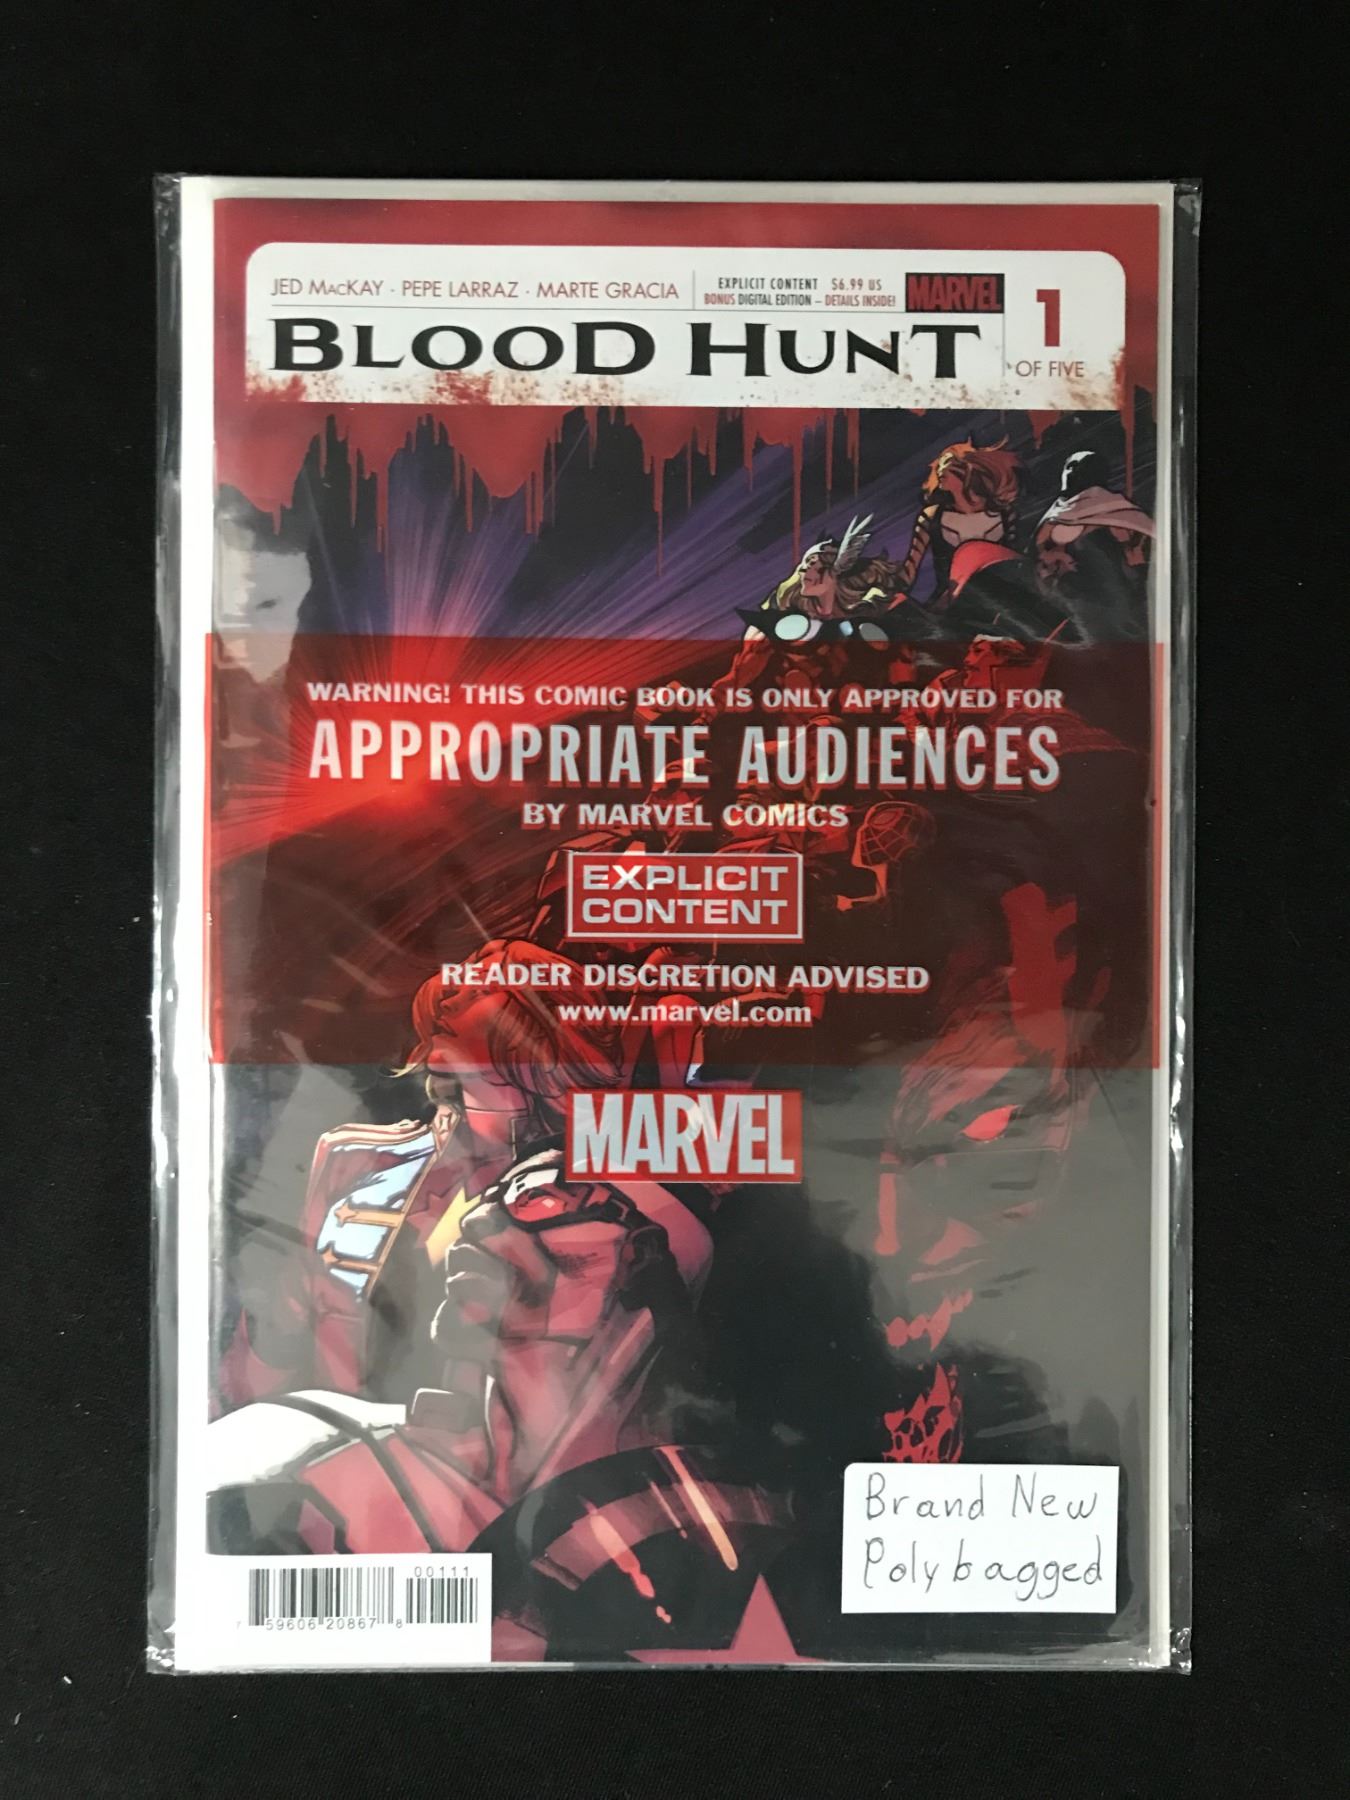 JED MacKAY · PEPE LARRAZ · MARTE GRACIA
EXPLICIT CONTENT $6.99 US
BONUS DIGITAL EDITION – DETAILS INSIDE!
MARVEL
BLOOD HUNT
1
OF FIVE
WARNING! THIS COMIC BOOK IS ONLY APPROVED FOR
APPROPRIATE AUDIENCES
BY MARVEL COMICS
EXPLICIT
CONTENT
READER DISCRETION ADVISED
www.marvel.com
MARVEL
Brand New
Polybagged
00111
7 59606 20867 8